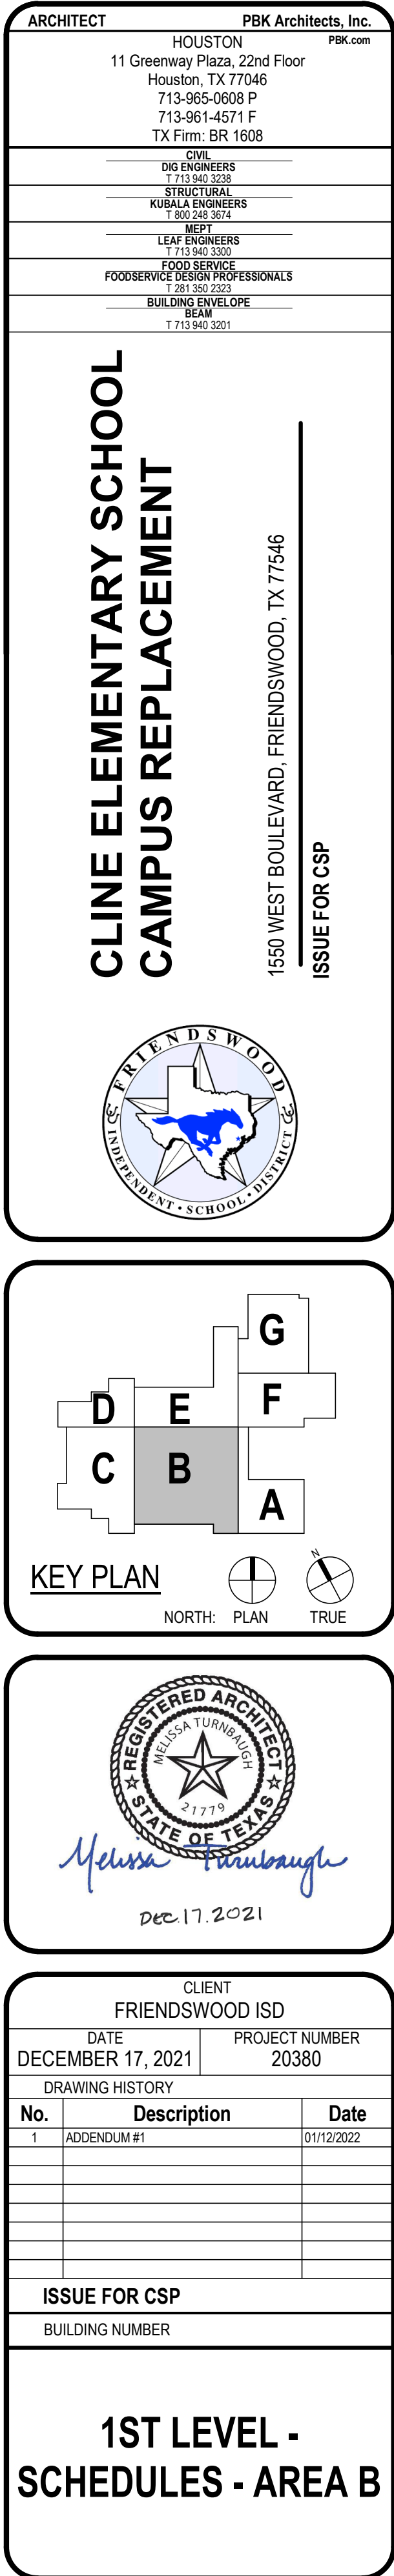 ARCHITECT PBK Architects, Inc.
PBK.com
HOUSTON
11 Greenway Plaza, 22nd Floor
Houston, TX 77046
713-965-0608 P
713-961-4571 F
TX Firm: BR 1608
CIVIL
DIG ENGINEERS
T 713 940 3238
STRUCTURAL
KUBALA ENGINEERS
T 800 248 3674
MEPT
LEAF ENGINEERS
T 713 940 3300
FOOD SERVICE
FOODSERVICE DESIGN PROFESSIONALS
T 281 350 2323
BUILDING ENVELOPE
BEAM
T 713 940 3201
CLINE ELEMENTARY SCHOOL
CAMPUS REPLACEMENT
1550 WEST BOULEVARD, FRIENDSWOOD, TX 77546
ISSUE FOR CSP
FRIENDSWOOD
INDEPENDENT • SCHOOL • DISTRICT
G
D E F
C B A
KEY PLAN
N
NORTH: PLAN TRUE
REGISTERED ARCHITECT
MELISSA TURNBAUGH
21779
STATE OF TEXAS
Melissa Turnbaugh
DEC.17.2021
CLIENT
FRIENDSWOOD ISD
DATE PROJECT NUMBER
DECEMBER 17, 2021 20380
DRAWING HISTORY
No. Description Date
1 ADDENDUM #1 01/12/2022
ISSUE FOR CSP
BUILDING NUMBER
1ST LEVEL -
SCHEDULES - AREA B